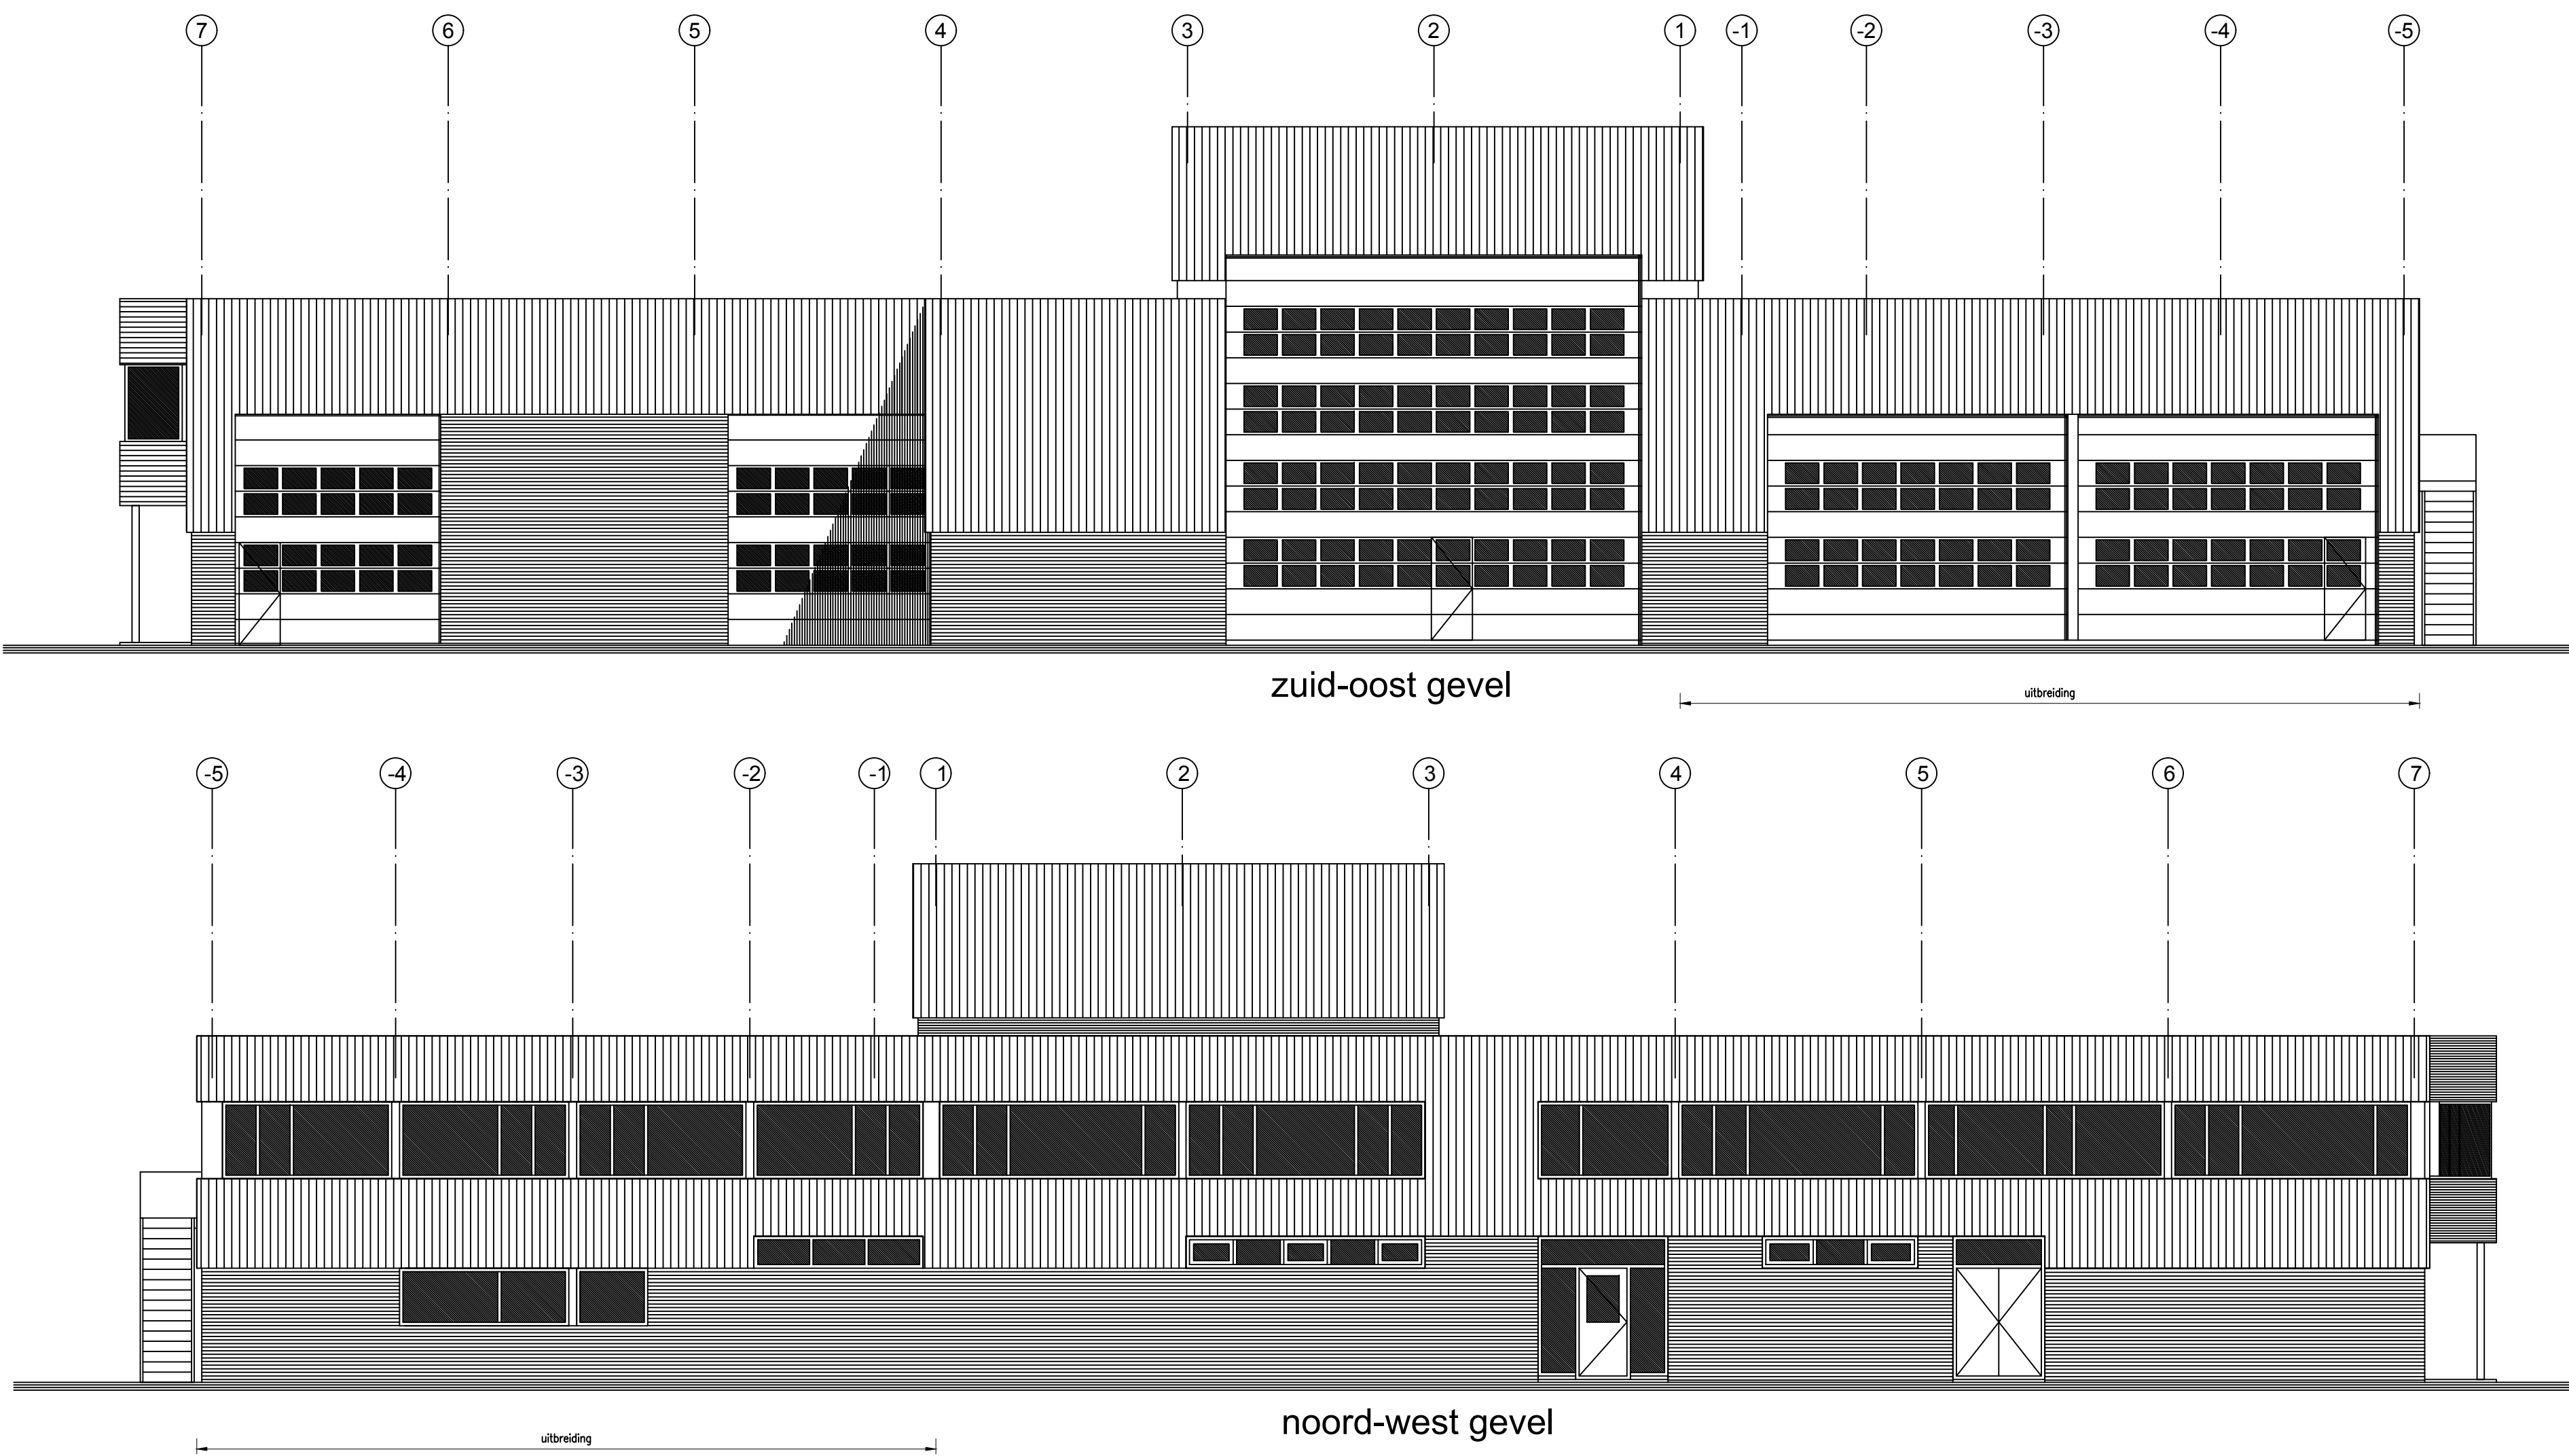 7 6 5 4 3 2 1 -1 -2 -3 -4 -5
zuid-oost gevel
uitbreiding
-5 -4 -3 -2 -1 1 2 3 4 5 6 7
noord-west gevel
uitbreiding